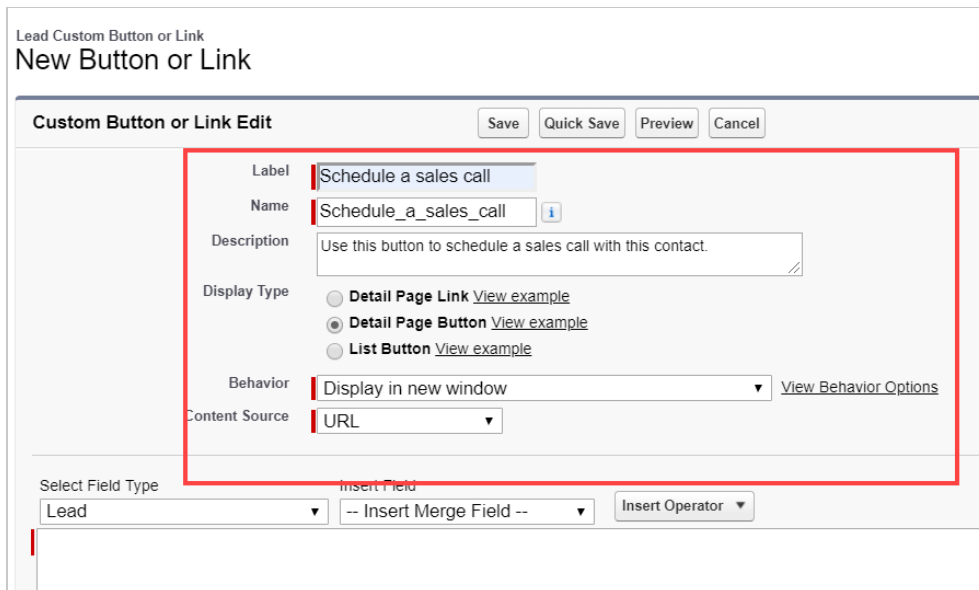 Lead Custom Button or Link
New Button or Link
Custom Button or Link Edit Save Quick Save Preview Cancel
Label Schedule a sales call
Name Schedule_a_sales_call i
Description Use this button to schedule a sales call with this contact.
Display Type Detail Page Link View example
Detail Page Button View example
List Button View example
Behavior Display in new window View Behavior Options
Content Source URL
Select Field Type Insert Field
Lead -- Insert Merge Field -- Insert Operator